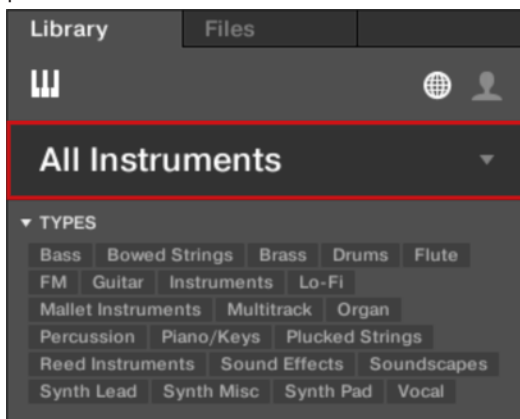 Library Files
All Instruments
TYPES
Bass Bowed Strings Brass Drums Flute
FM Guitar Instruments Lo-Fi
Mallet Instruments Multitrack Organ
Percussion Piano/Keys Plucked Strings
Reed Instruments Sound Effects Soundscapes
Synth Lead Synth Misc Synth Pad Vocal